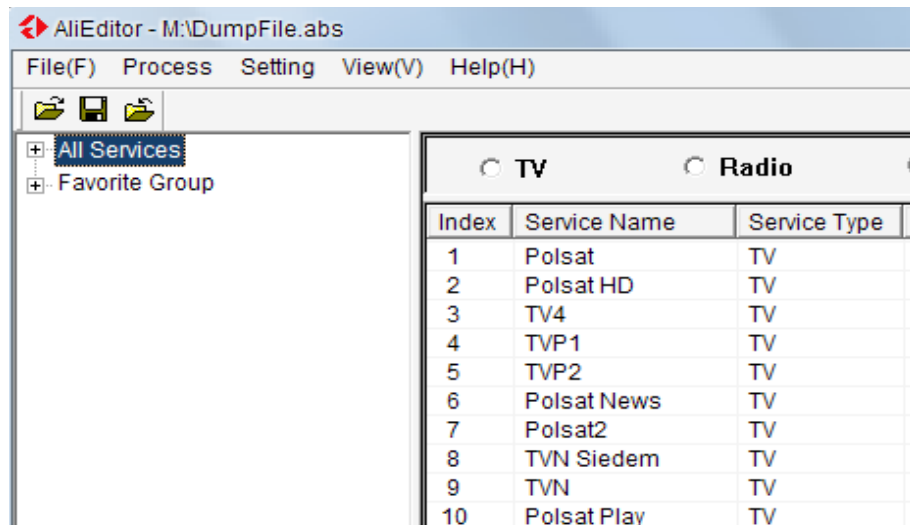 AliEditor - M:\DumpFile.abs
File(F) Process Setting View(V) Help(H)
All Services
Favorite Group
TV Radio
Index Service Name Service Type
1 Polsat TV
2 Polsat HD TV
3 TV4 TV
4 TVP1 TV
5 TVP2 TV
6 Polsat News TV
7 Polsat2 TV
8 TVN Siedem TV
9 TVN TV
10 Polsat Play TV